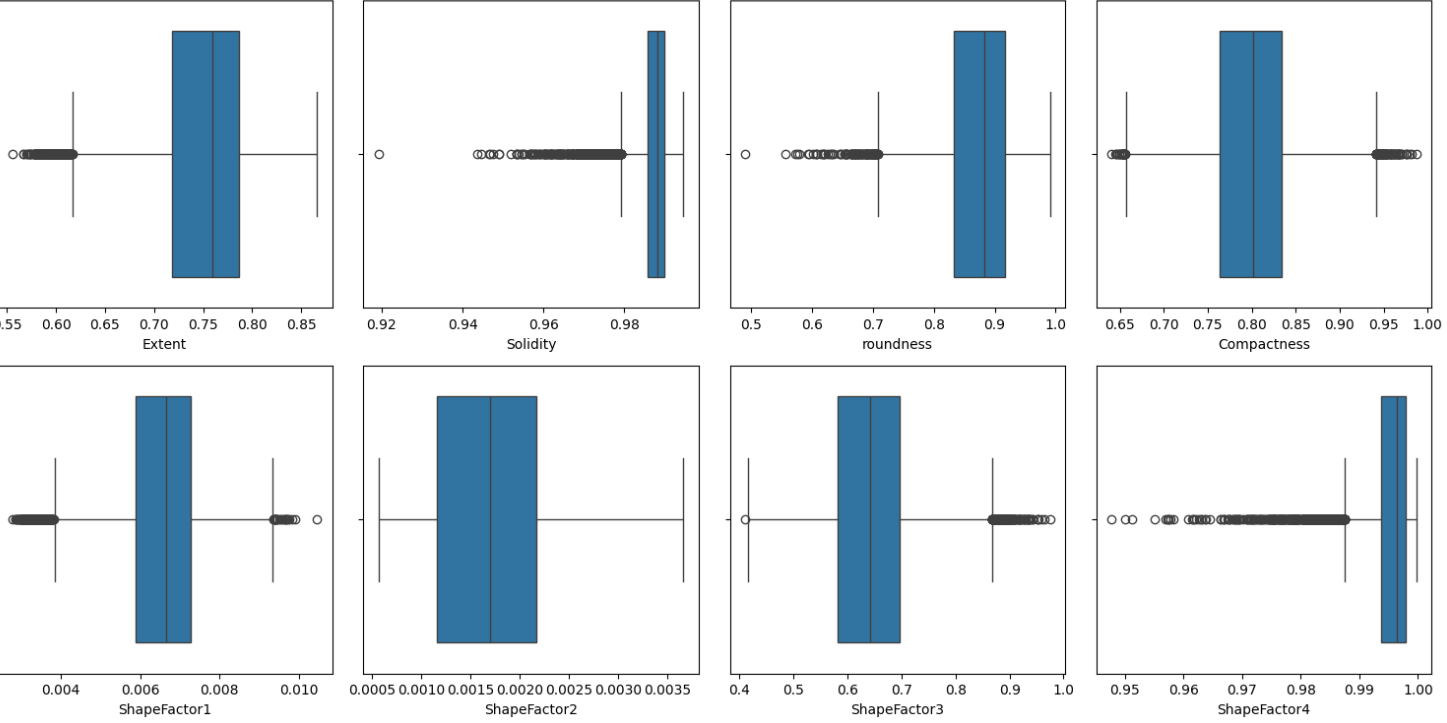 0.55 0.60 0.65 0.70 0.75 0.80 0.85
Extent
0.92 0.94 0.96 0.98
Solidity
0.5 0.6 0.7 0.8 0.9 1.0
roundness
0.65 0.70 0.75 0.80 0.85 0.90 0.95 1.00
Compactness
0.004 0.006 0.008 0.010
ShapeFactor1
0.0005 0.0010 0.0015 0.0020 0.0025 0.0030 0.0035
ShapeFactor2
0.4 0.5 0.6 0.7 0.8 0.9 1.0
ShapeFactor3
0.95 0.96 0.97 0.98 0.99 1.00
ShapeFactor4